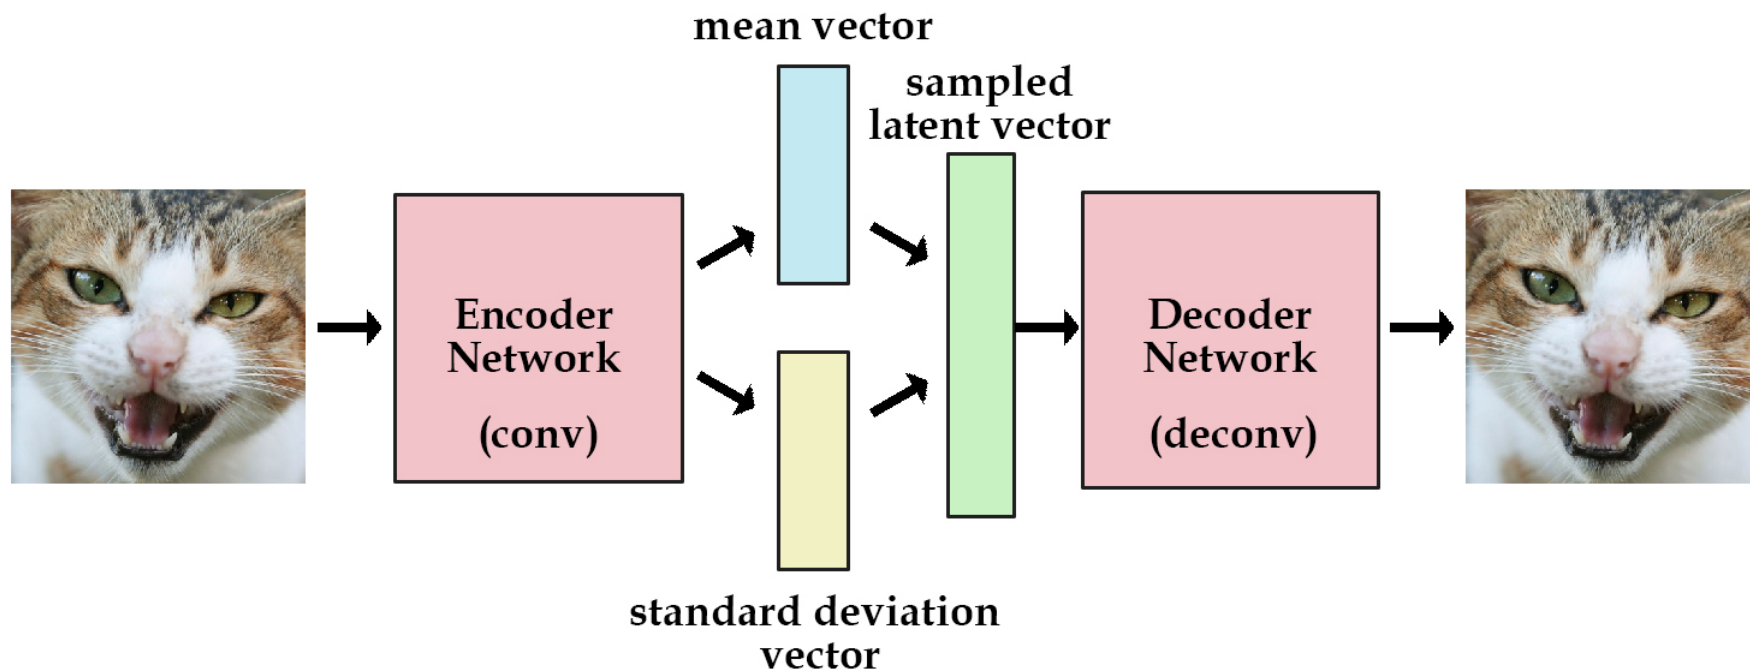 mean vector
sampled
latent vector
Encoder
Network
(conv)
Decoder
Network
(deconv)
standard deviation
vector